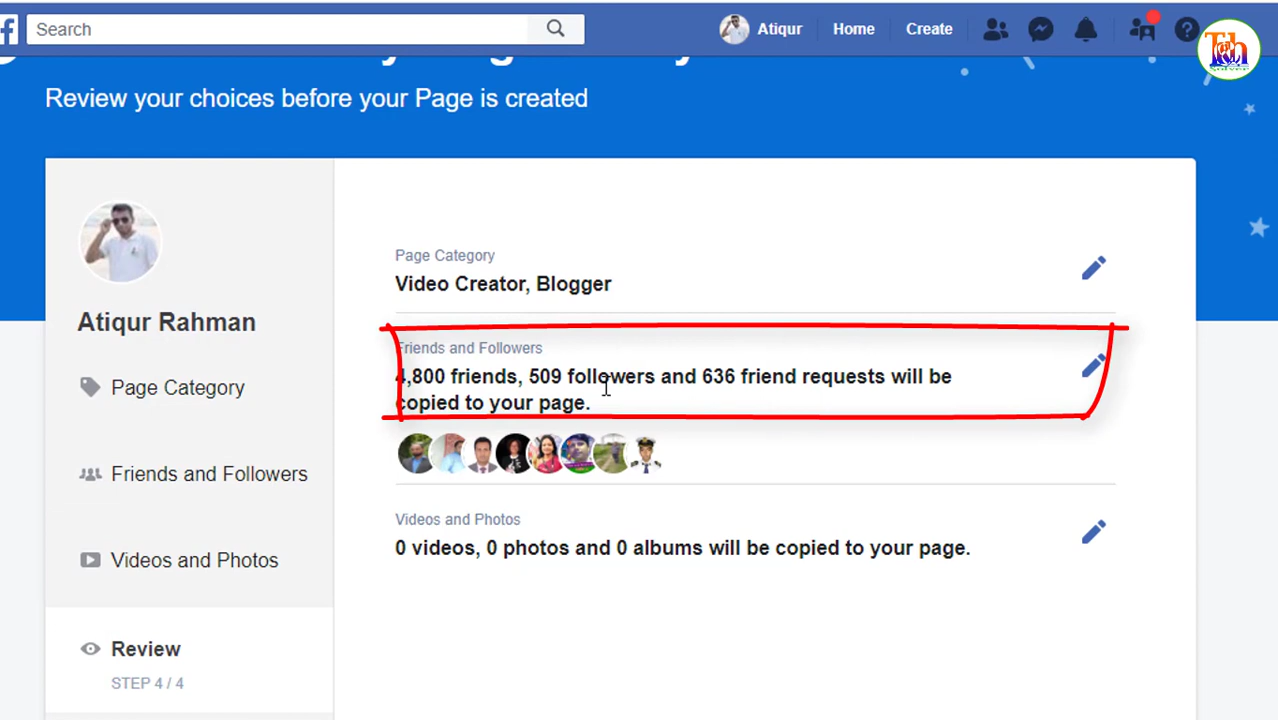 Search
Atiqur Home Create
Review your choices before your Page is created
Atiqur Rahman
Page Category
Friends and Followers
Videos and Photos
Review
STEP 4 / 4
Page Category
Video Creator, Blogger
Friends and Followers
4,800 friends, 509 followers and 636 friend requests will be
copied to your page.
Videos and Photos
0 videos, 0 photos and 0 albums will be copied to your page.